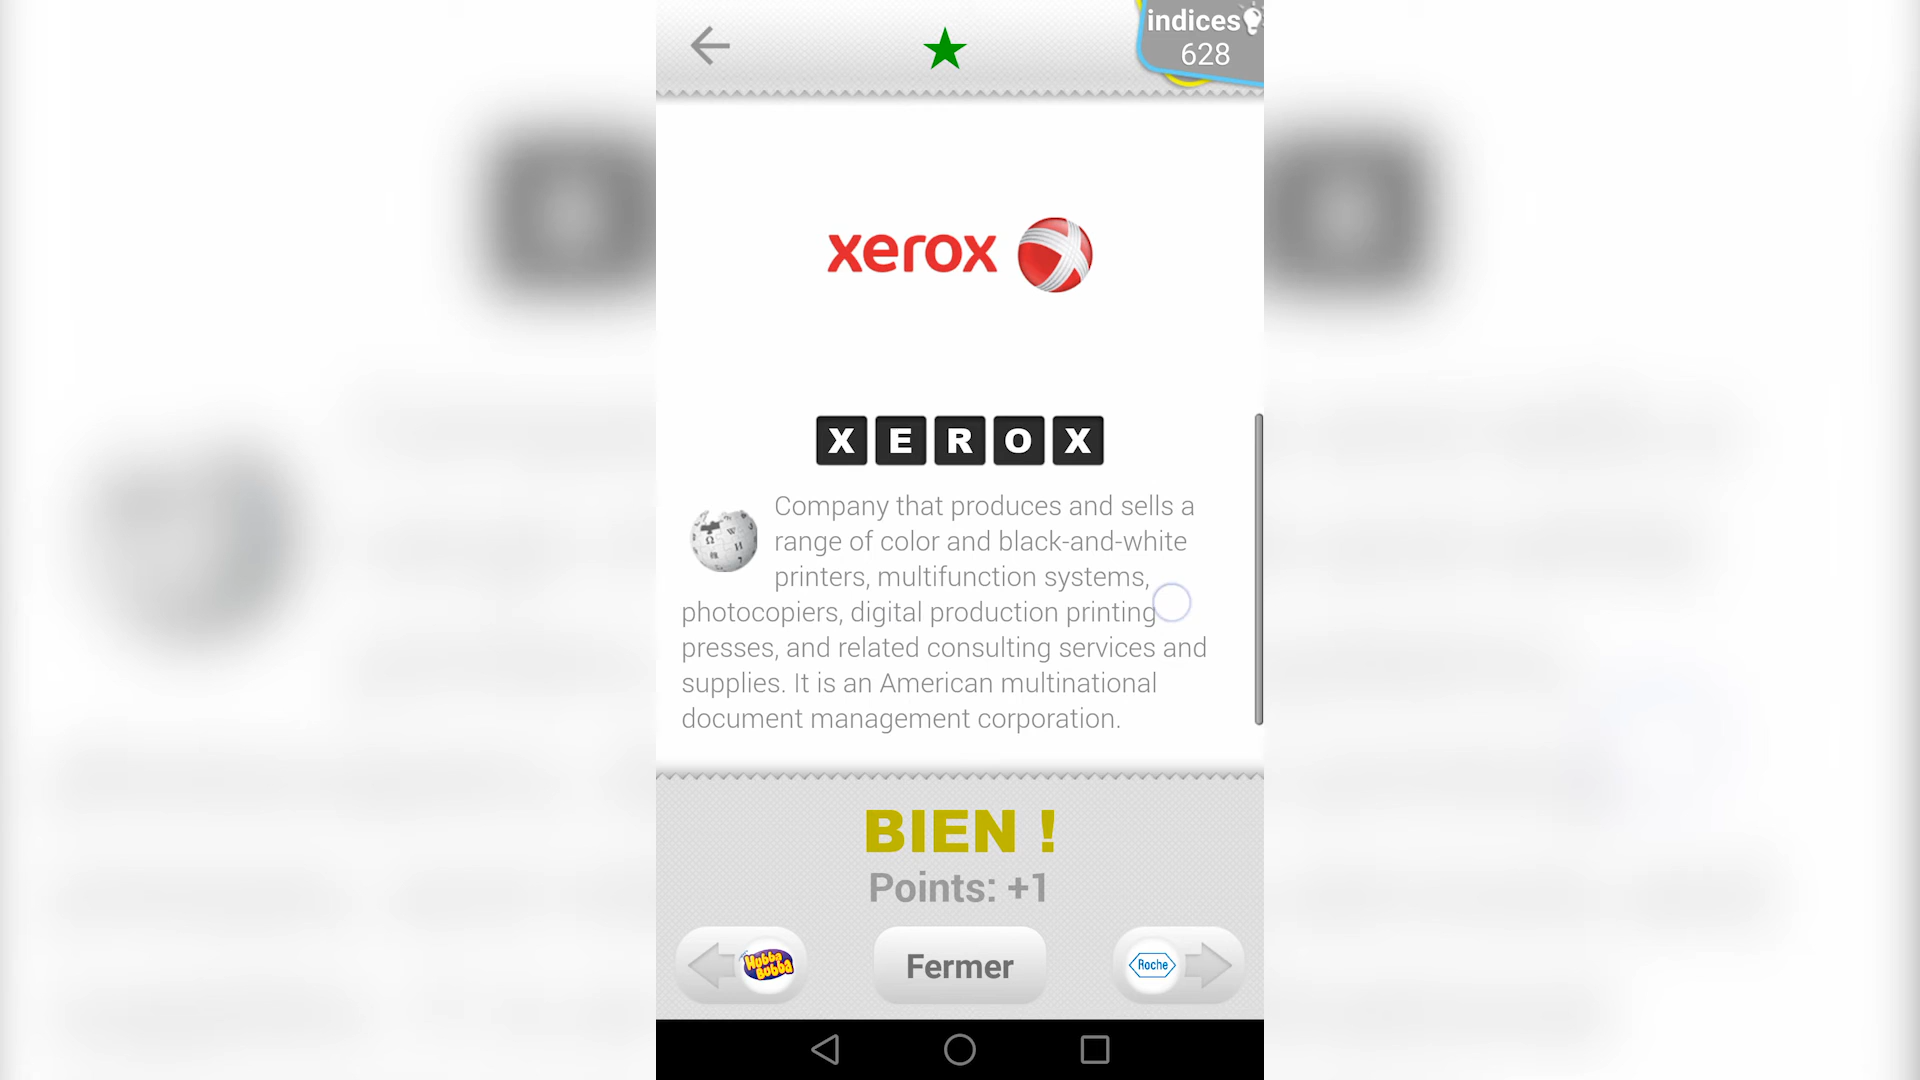 indices
628
xerox
X E R O X
Company that produces and sells a
range of color and black-and-white
printers, multifunction systems,
photocopiers, digital production printing
presses, and related consulting services and
supplies. It is an American multinational
document management corporation.
BIEN !
Points: +1
Hubba
Bubba
Fermer
Roche